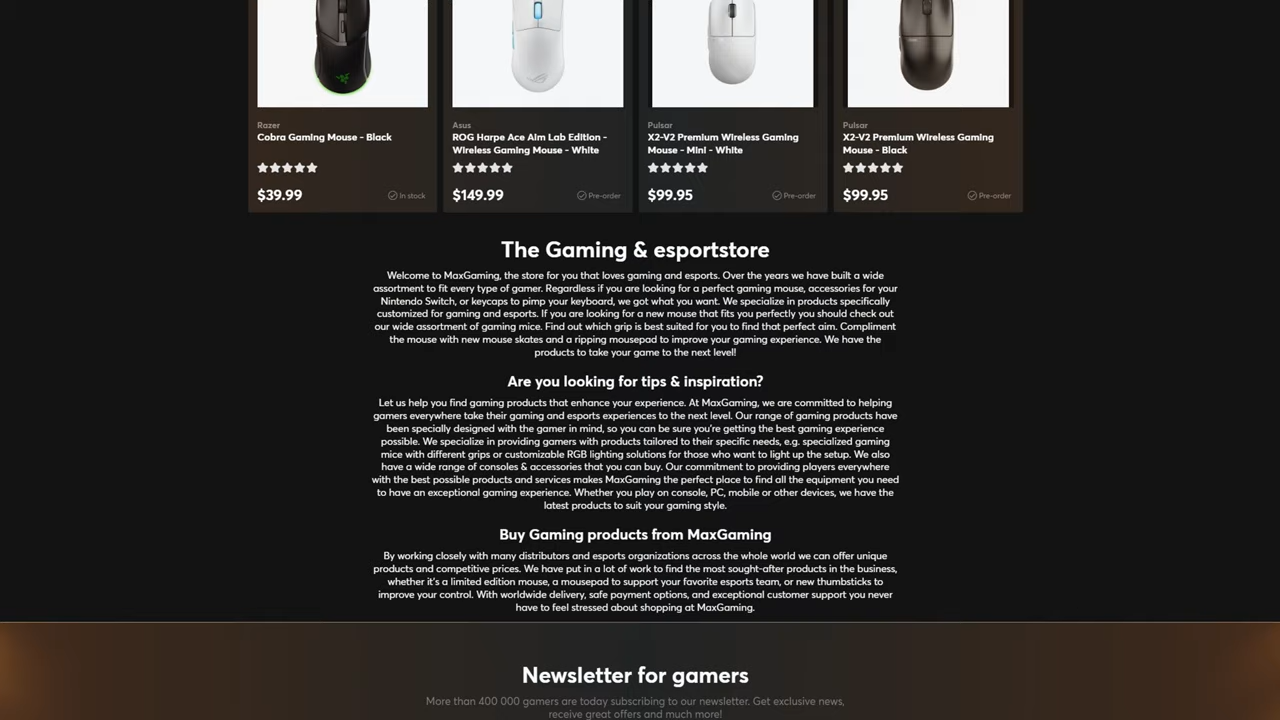 Razer
Cobra Gaming Mouse - Black
$39.99
In stock
Asus
ROG Harpe Ace Aim Lab Edition -
Wireless Gaming Mouse - White
$149.99
Pre-order
Pulsar
X2-V2 Premium Wireless Gaming
Mouse - Mini - White
$99.95
Pre-order
Pulsar
X2-V2 Premium Wireless Gaming
Mouse - Black
$99.95
Pre-order
The Gaming & esportstore
Welcome to MaxGaming, the store for you that loves gaming and esports. Over the years we have built a wide
assortment to fit every type of gamer. Regardless if you are looking for a perfect gaming mouse, accessories for your
Nintendo Switch, or keycaps to pimp your keyboard, we got what you want. We specialize in products specifically
customized for gaming and esports. If you are looking for a new mouse that fits you perfectly you should check out
our wide assortment of gaming mice. Find out which grip is best suited for you to find that perfect aim. Compliment
the mouse with new mouse skates and a ripping mousepad to improve your gaming experience. We have the
products to take your game to the next level!
Are you looking for tips & inspiration?
Let us help you find gaming products that enhance your experience. At MaxGaming, we are committed to helping
gamers everywhere take their gaming and esports experiences to the next level. Our range of gaming products have
been specially designed with the gamer in mind, so you can be sure you're getting the best gaming experience
possible. We specialize in providing gamers with products tailored to their specific needs, e.g. specialized gaming
mice with different grips or customizable RGB lighting solutions for those who want to light up the setup. We also
have a wide range of consoles & accessories that you can buy. Our commitment to providing players everywhere
with the best possible products and services makes MaxGaming the perfect place to find all the equipment you need
to have an exceptional gaming experience. Whether you play on console, PC, mobile or other devices, we have the
latest products to suit your gaming style.
Buy Gaming products from MaxGaming
By working closely with many distributors and esports organizations across the whole world we can offer unique
products and competitive prices. We have put in a lot of work to find the most sought-after products in the business,
whether it's a limited edition mouse, a mousepad to support your favorite esports team, or new thumbsticks to
improve your control. With worldwide delivery, safe payment options, and exceptional customer support you never
have to feel stressed about shopping at MaxGaming.
Newsletter for gamers
More than 400 000 gamers are today subscribing to our newsletter. Get exclusive news,
receive great offers and much more!